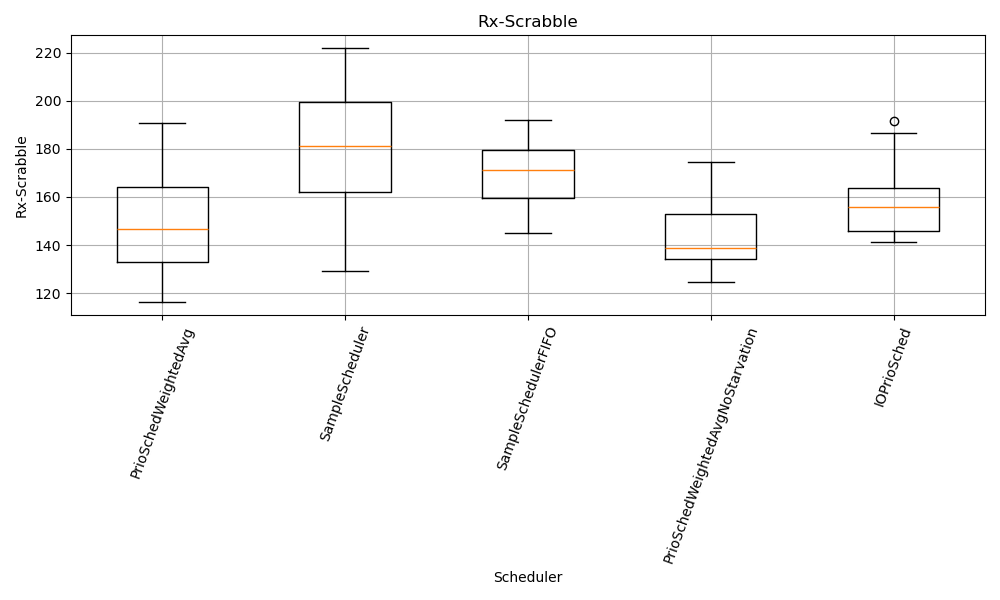 Rx-Scrabble
Rx-Scrabble
220
200
180
160
140
120
PrioSchedWeightedAvg
SampleScheduler
SampleSchedulerFIFO
PrioSchedWeightedAvgNoStarvation
IOPrioSched
Scheduler